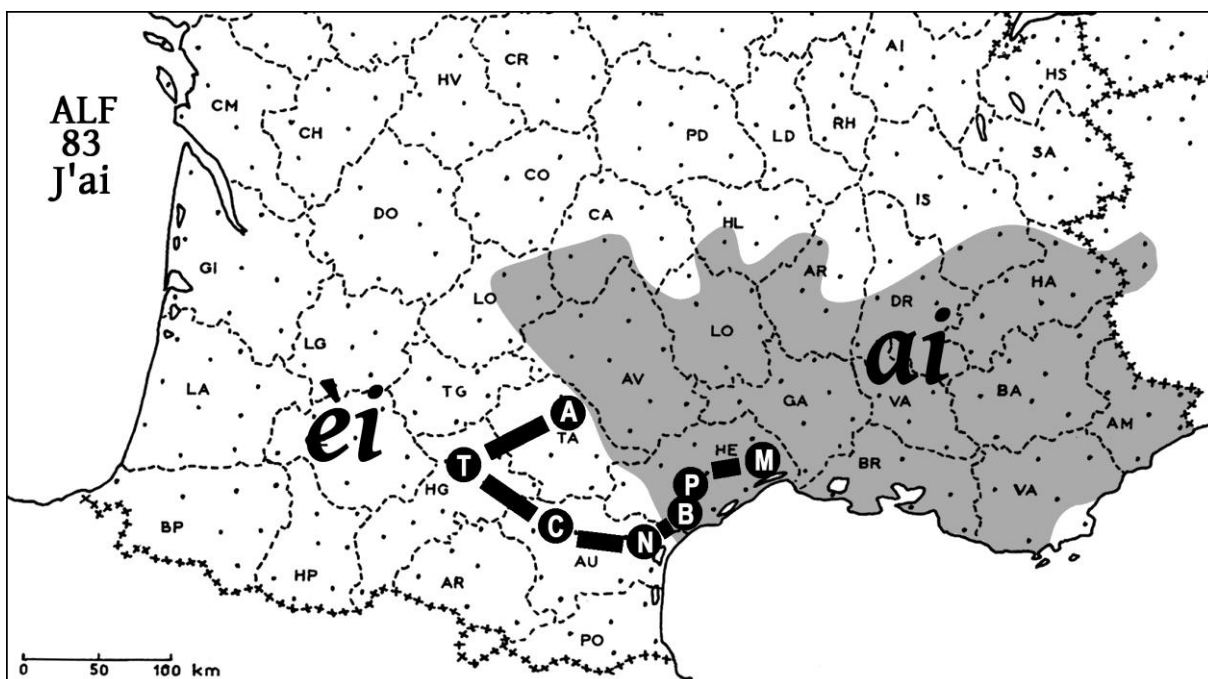 ALF
83
J'ai
CM
CH
HV
CR
PD
LD
RH
AI
HS
SA
DO
CO
CA
HL
IS
GI
LO
AR
DR
HA
LG
LO
LA
TG
AV
GA
VA
BA
AM
èi
ai
A
TA
HE
M
BR
VA
T
HG
P
B
BP
C
N
HP
AR
AU
PO
0 50 100 km